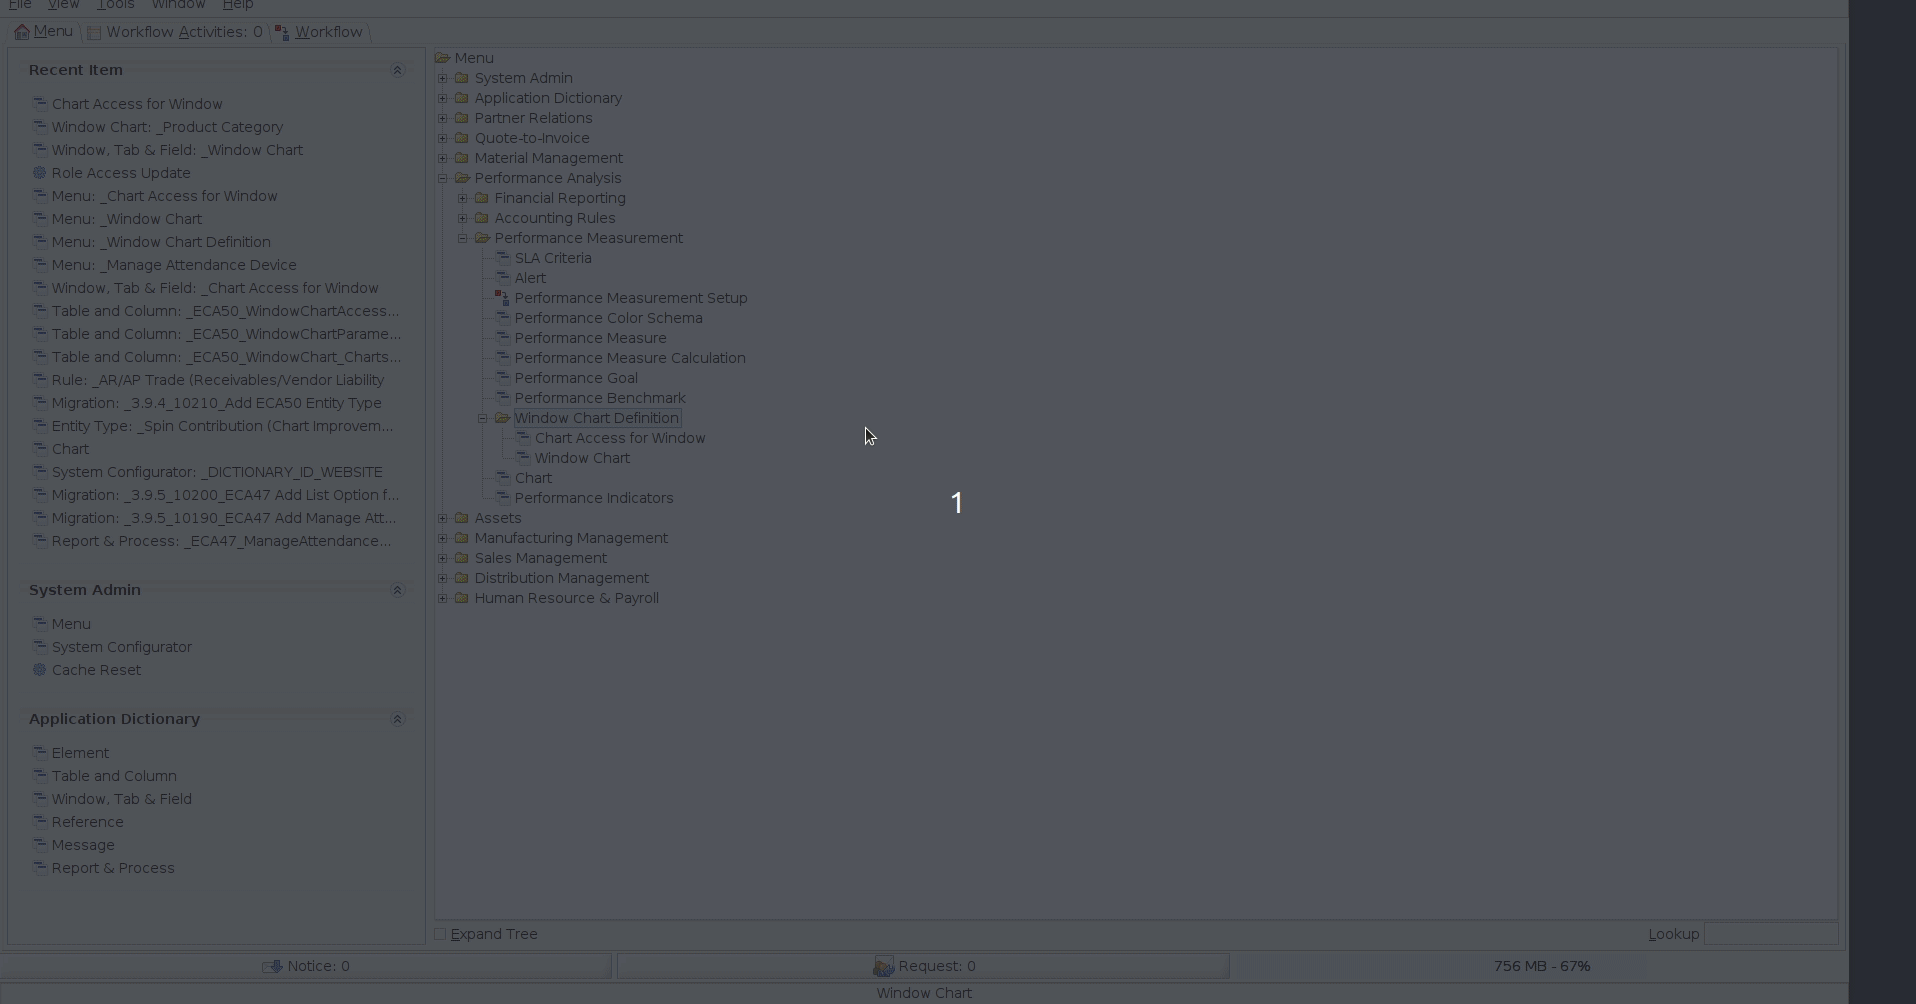 File View Tools Window Help
Menu Workflow Activities: 0 Workflow
Recent Item
Chart Access for Window
Window Chart: _Product Category
Window, Tab & Field: _Window Chart
Role Access Update
Menu: _Chart Access for Window
Menu: _Window Chart
Menu: _Window Chart Definition
Menu: _Manage Attendance Device
Window, Tab & Field: _Chart Access for Window
Table and Column: _ECA50_WindowChartAccess...
Table and Column: _ECA50_WindowChartParame...
Table and Column: _ECA50_WindowChart_Charts...
Rule: _AR/AP Trade (Receivables/Vendor Liability
Migration: _3.9.4_10210_Add ECA50 Entity Type
Entity Type: _Spin Contribution (Chart Improvem...
Chart
System Configurator: _DICTIONARY_ID_WEBSITE
Migration: _3.9.5_10200_ECA47 Add List Option f...
Migration: _3.9.5_10190_ECA47 Add Manage Att...
Report & Process: _ECA47_ManageAttendance...
System Admin
Menu
System Configurator
Cache Reset
Application Dictionary
Element
Table and Column
Window, Tab & Field
Reference
Message
Report & Process
Menu
System Admin
Application Dictionary
Partner Relations
Quote-to-Invoice
Material Management
Performance Analysis
Financial Reporting
Accounting Rules
Performance Measurement
SLA Criteria
Alert
Performance Measurement Setup
Performance Color Schema
Performance Measure
Performance Measure Calculation
Performance Goal
Performance Benchmark
Window Chart Definition
Chart Access for Window
Window Chart
Chart
Performance Indicators
Assets
Manufacturing Management
Sales Management
Distribution Management
Human Resource & Payroll
1
Expand Tree
Lookup
Notice: 0
Request: 0
756 MB - 67%
Window Chart